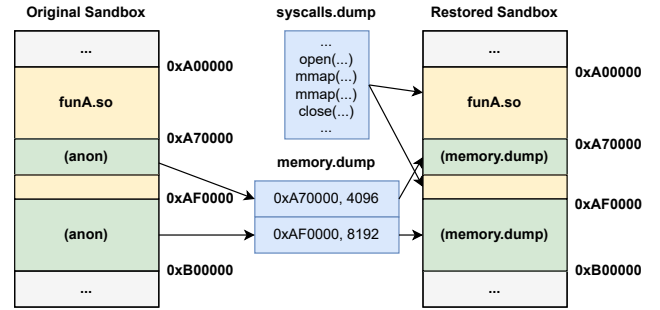 Original Sandbox
...
0xA00000
funA.so
0xA70000
(anon)
0xAF0000
(anon)
0xB00000
...
syscalls.dump
...
open(...)
mmap(...)
mmap(...)
close(...)
...
memory.dump
0xA70000, 4096
0xAF0000, 8192
Restored Sandbox
...
0xA00000
funA.so
0xA70000
(memory.dump)
0xAF0000
(memory.dump)
0xB00000
...